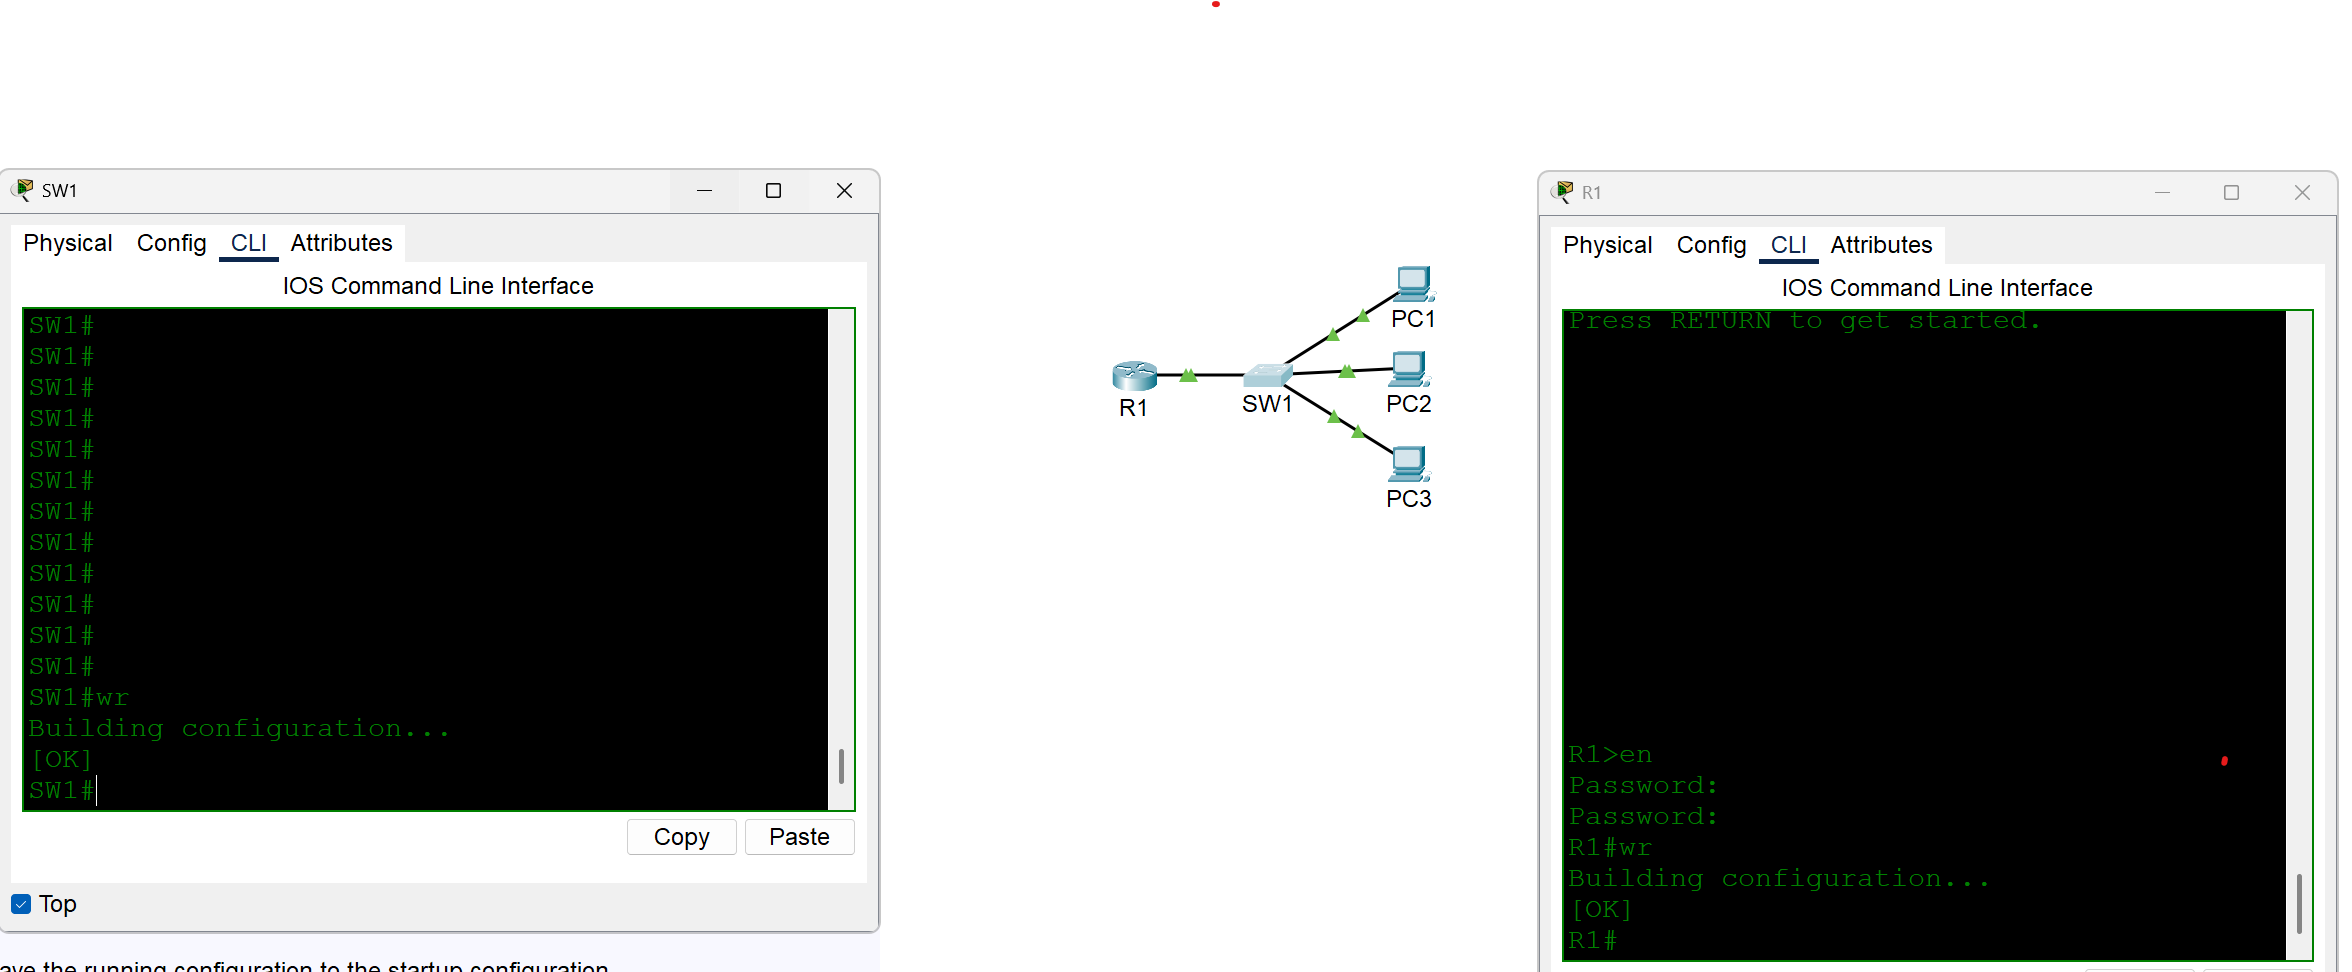 SW1
Physical Config CLI Attributes
IOS Command Line Interface
SW1#
SW1#
SW1#
SW1#
SW1#
SW1#
SW1#
SW1#
SW1#
SW1#
SW1#
SW1#
SW1#wr
Building configuration...
[OK]
SW1#
Copy Paste
Top
ave the running configuration to the startup configuration
PC1
PC2
R1
SW1
PC3
R1
Physical Config CLI Attributes
IOS Command Line Interface
Press RETURN to get started.
R1>en
Password:
Password:
R1#wr
Building configuration...
[OK]
R1#